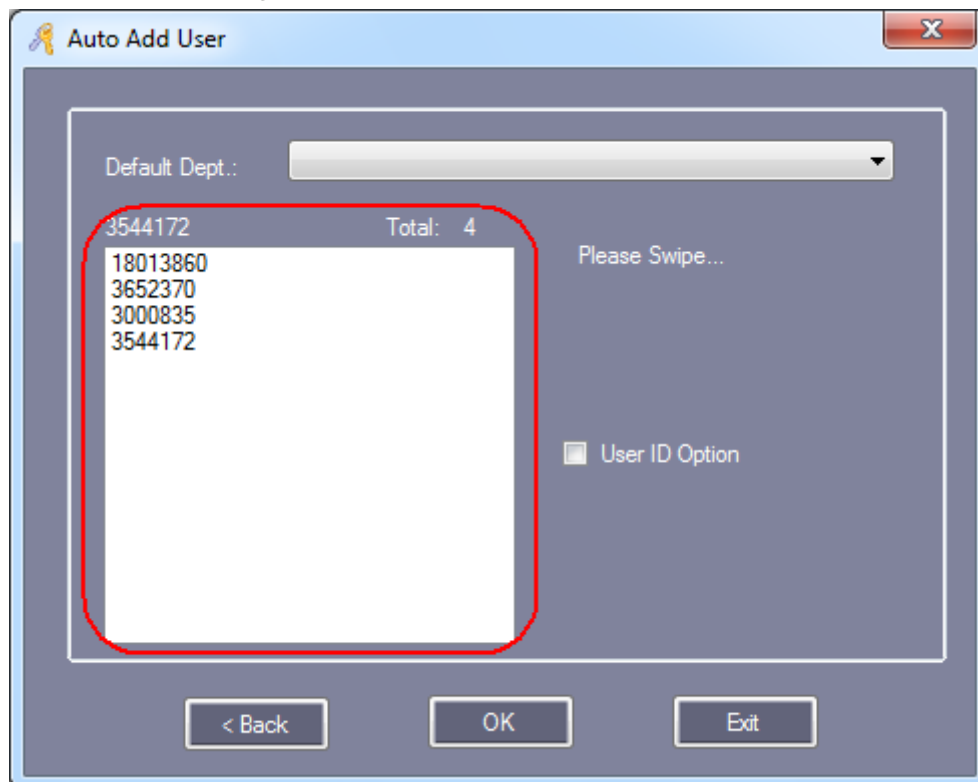 Auto Add User
Default Dept.:
3544172 Total: 4
Please Swipe...
18013860
3652370
3000835
3544172
User ID Option
< Back OK Exit